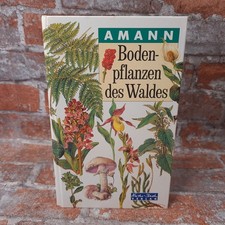 AMANN
Boden-
pflanzen
des Waldes